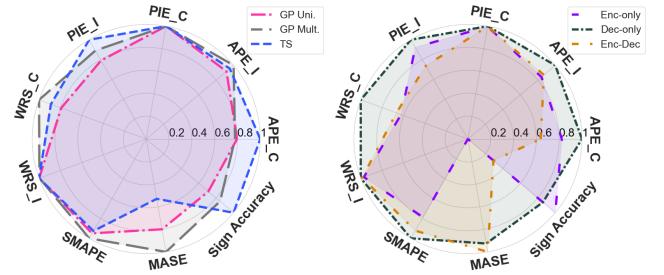 PIE_C
PIE_I
APE_I
WRS_C
APE_C
WRS_I
Sign Accuracy
SMAPE
MASE
0.2 0.4 0.6 0.8 1
GP Uni.
GP Mult.
TS
PIE_C
PIE_I
APE_I
WRS_C
APE_C
WRS_I
Sign Accuracy
SMAPE
MASE
0.2 0.4 0.6 0.8 1
Enc-only
Dec-only
Enc-Dec